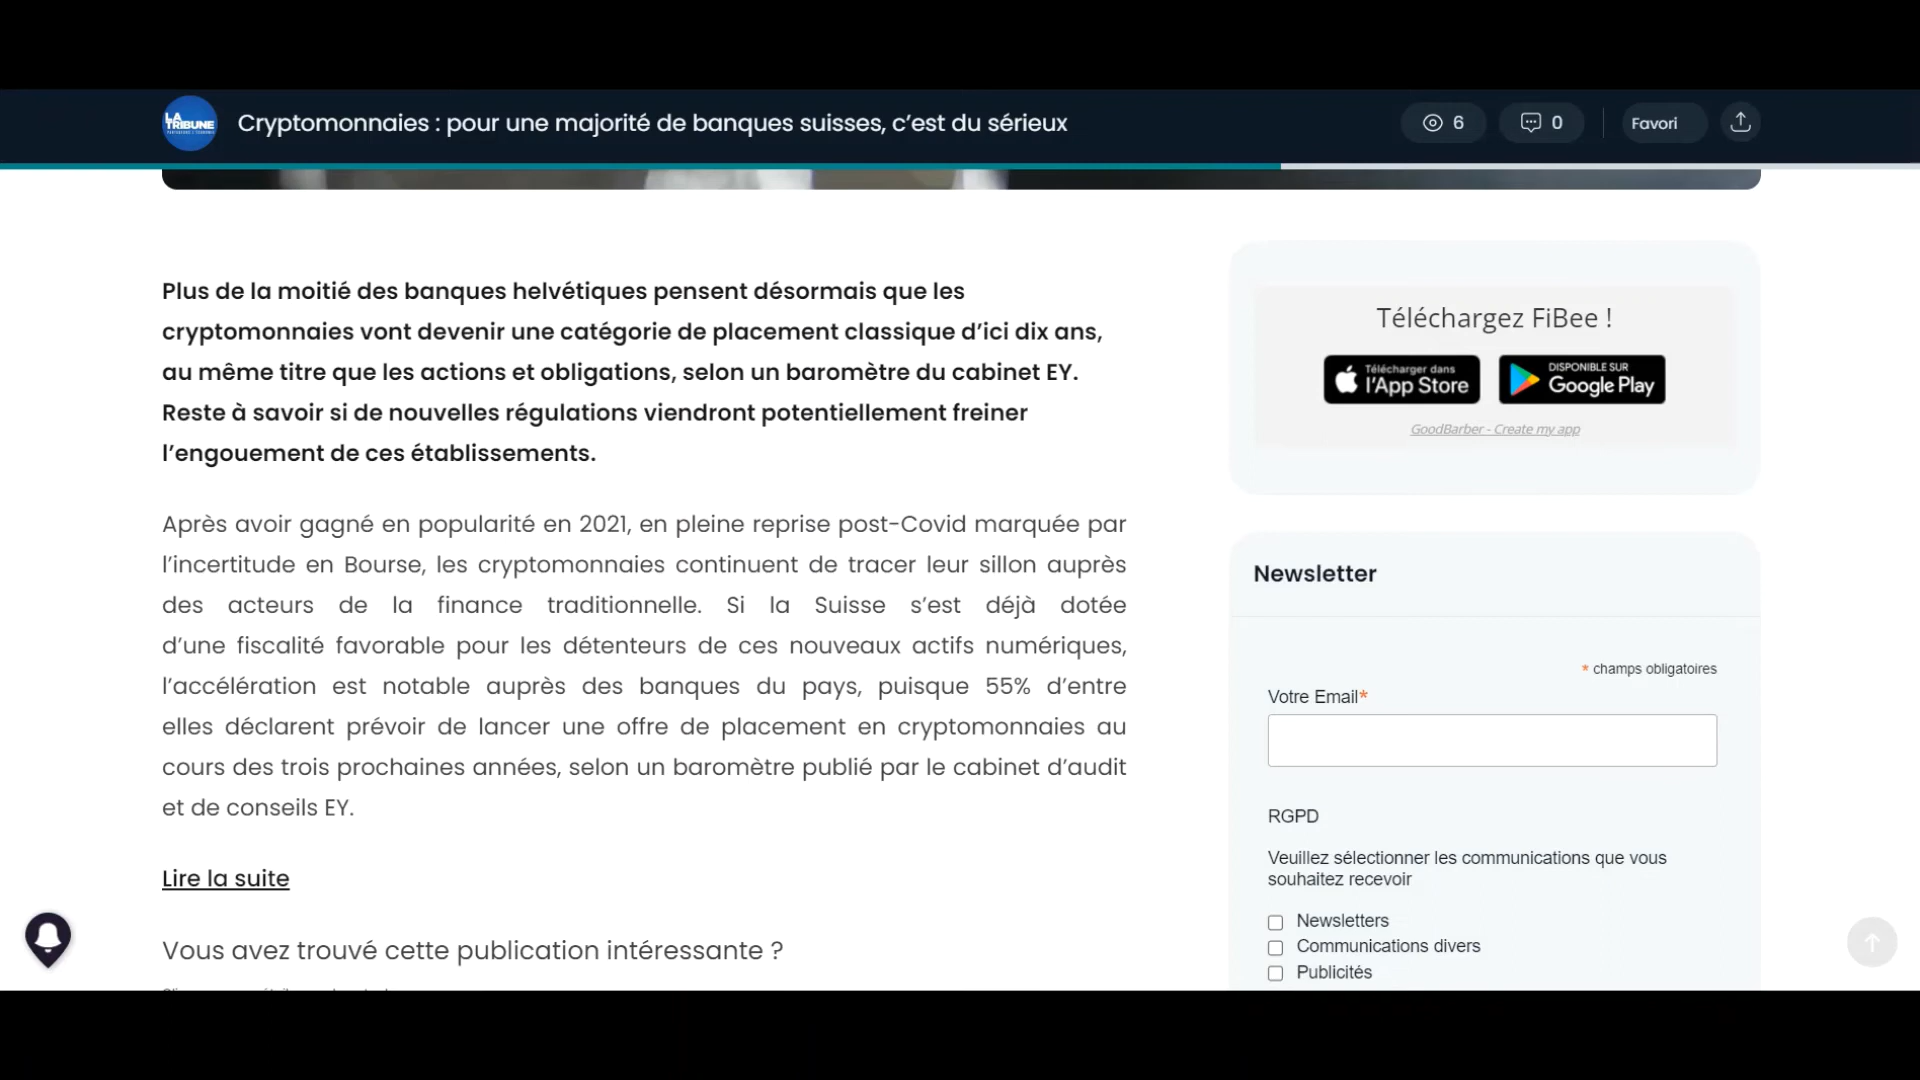 LA TRIBUNE
Cryptomonnaies : pour une majorité de banques suisses, c’est du sérieux
6
0
Favori
Plus de la moitié des banques helvétiques pensent désormais que les
cryptomonnaies vont devenir une catégorie de placement classique d’ici dix ans,
au même titre que les actions et obligations, selon un baromètre du cabinet EY.
Reste à savoir si de nouvelles régulations viendront potentiellement freiner
l’engouement de ces établissements.
Après avoir gagné en popularité en 2021, en pleine reprise post-Covid marquée par
l’incertitude en Bourse, les cryptomonnaies continuent de tracer leur sillon auprès
des acteurs de la finance traditionnelle. Si la Suisse s’est déjà dotée
d’une fiscalité favorable pour les détenteurs de ces nouveaux actifs numériques,
l’accélération est notable auprès des banques du pays, puisque 55% d’entre
elles déclarent prévoir de lancer une offre de placement en cryptomonnaies au
cours des trois prochaines années, selon un baromètre publié par le cabinet d’audit
et de conseils EY.
Lire la suite
Vous avez trouvé cette publication intéressante ?
Téléchargez FiBee !
Télécharger dans
l’App Store
DISPONIBLE SUR
Google Play
GoodBarber - Create my app
Newsletter
* champs obligatoires
Votre Email*
RGPD
Veuillez sélectionner les communications que vous
souhaitez recevoir
Newsletters
Communications divers
Publicités